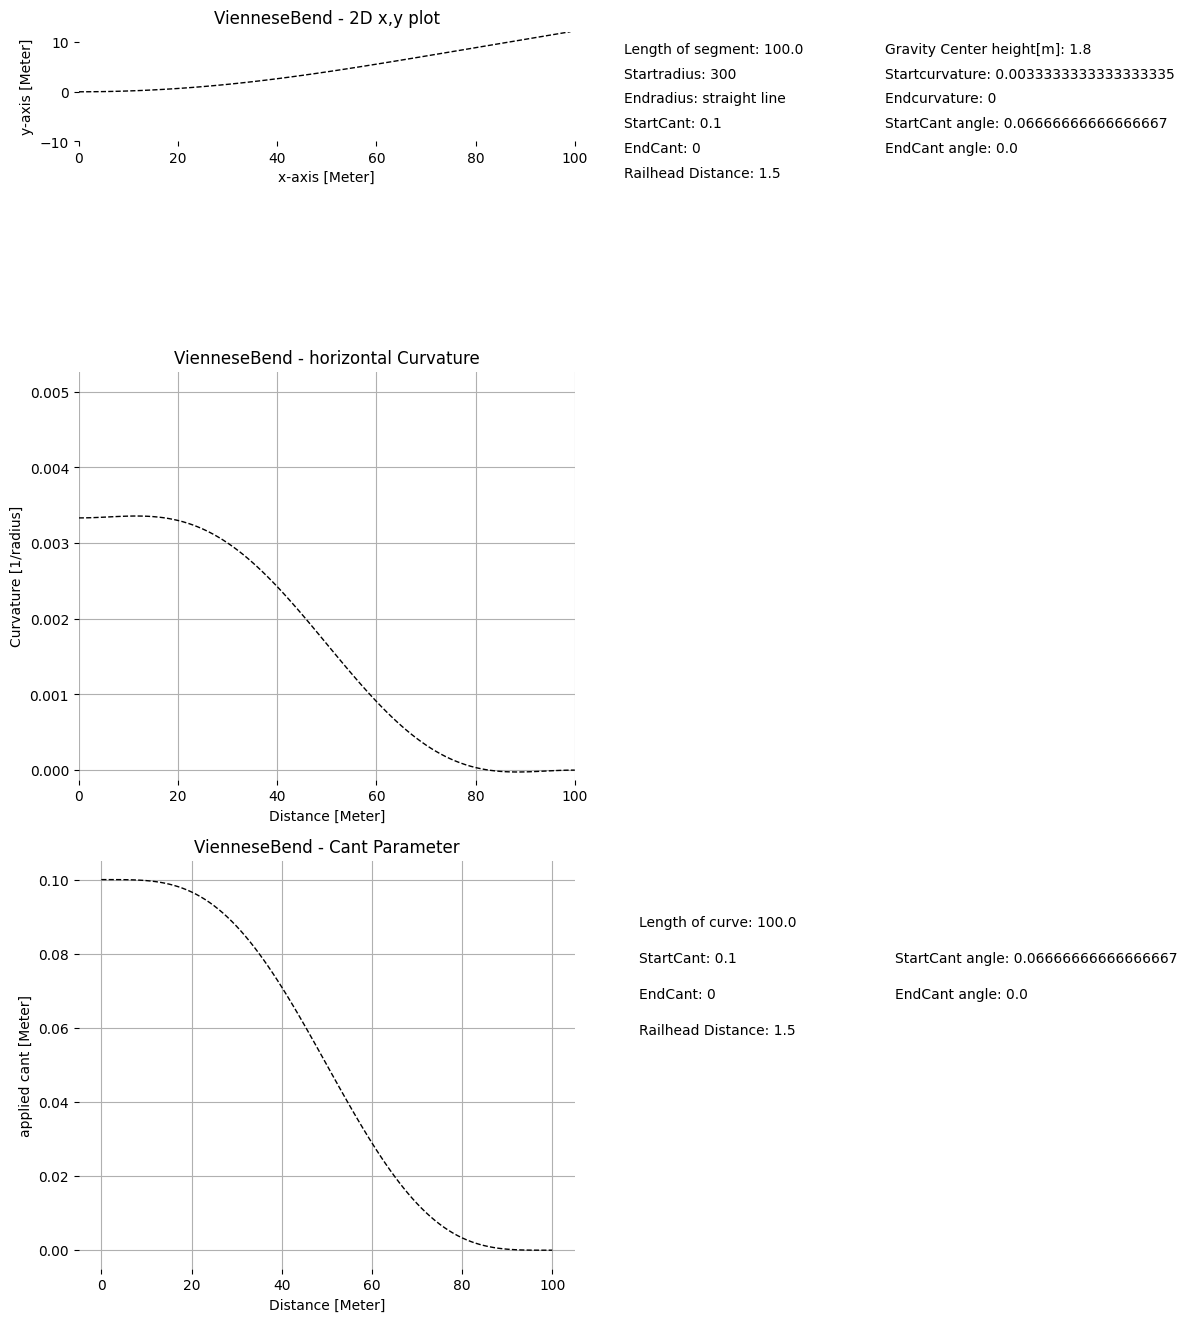 VienneseBend - 2D x,y plot
y-axis [Meter]
10
0
−10
0 20 40 60 80 100
x-axis [Meter]
Length of segment: 100.0
Startradius: 300
Endradius: straight line
StartCant: 0.1
EndCant: 0
Railhead Distance: 1.5
Gravity Center height[m]: 1.8
Startcurvature: 0.0033333333333333335
Endcurvature: 0
StartCant angle: 0.06666666666666667
EndCant angle: 0.0
VienneseBend - horizontal Curvature
Curvature [1/radius]
0.005
0.004
0.003
0.002
0.001
0.000
0 20 40 60 80 100
Distance [Meter]
VienneseBend - Cant Parameter
applied cant [Meter]
0.10
0.08
0.06
0.04
0.02
0.00
0 20 40 60 80 100
Distance [Meter]
Length of curve: 100.0
StartCant: 0.1
EndCant: 0
Railhead Distance: 1.5
StartCant angle: 0.06666666666666667
EndCant angle: 0.0